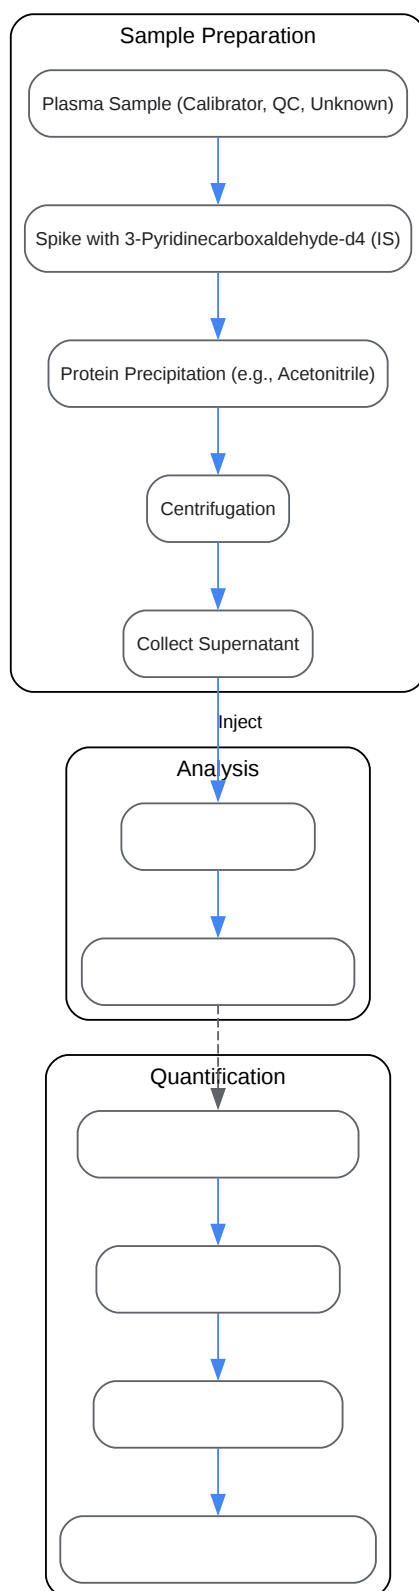 Sample Preparation
Plasma Sample (Calibrator, QC, Unknown)
Spike with 3-Pyridinecarboxaldehyde-d4 (IS)
Protein Precipitation (e.g., Acetonitrile)
Centrifugation
Collect Supernatant
Inject
Analysis
Quantification